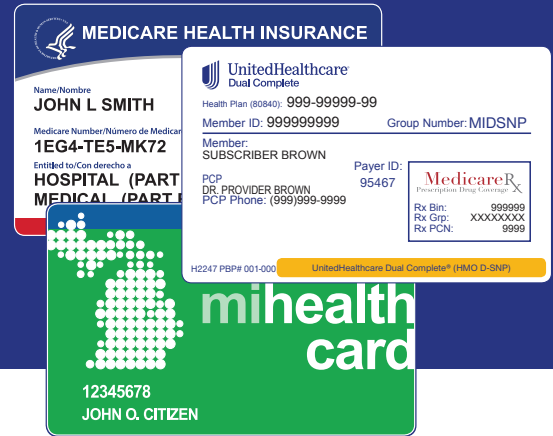 MEDICARE HEALTH INSURANCE
Name/Nombre
JOHN L SMITH
Medicare Number/Número de Medicar
1EG4-TE5-MK72
Entitled to/Con derecho a
HOSPITAL (PART
MEDICAL (PART
UnitedHealthcare®
Dual Complete
Health Plan (80840): 999-99999-99
Member ID: 999999999 Group Number: MIDSNP
Member:
SUBSCRIBER BROWN
PCP
DR. PROVIDER BROWN
PCP Phone: (999)999-9999
Payer ID:
95467
MedicareRx
Prescription Drug Coverage
Rx Bin: 999999
Rx Grp: XXXXXXXX
Rx PCN: 9999
H2247 PBP# 001-000 UnitedHealthcare Dual Complete® (HMO D-SNP)
mihealth
card
12345678
JOHN Q. CITIZEN